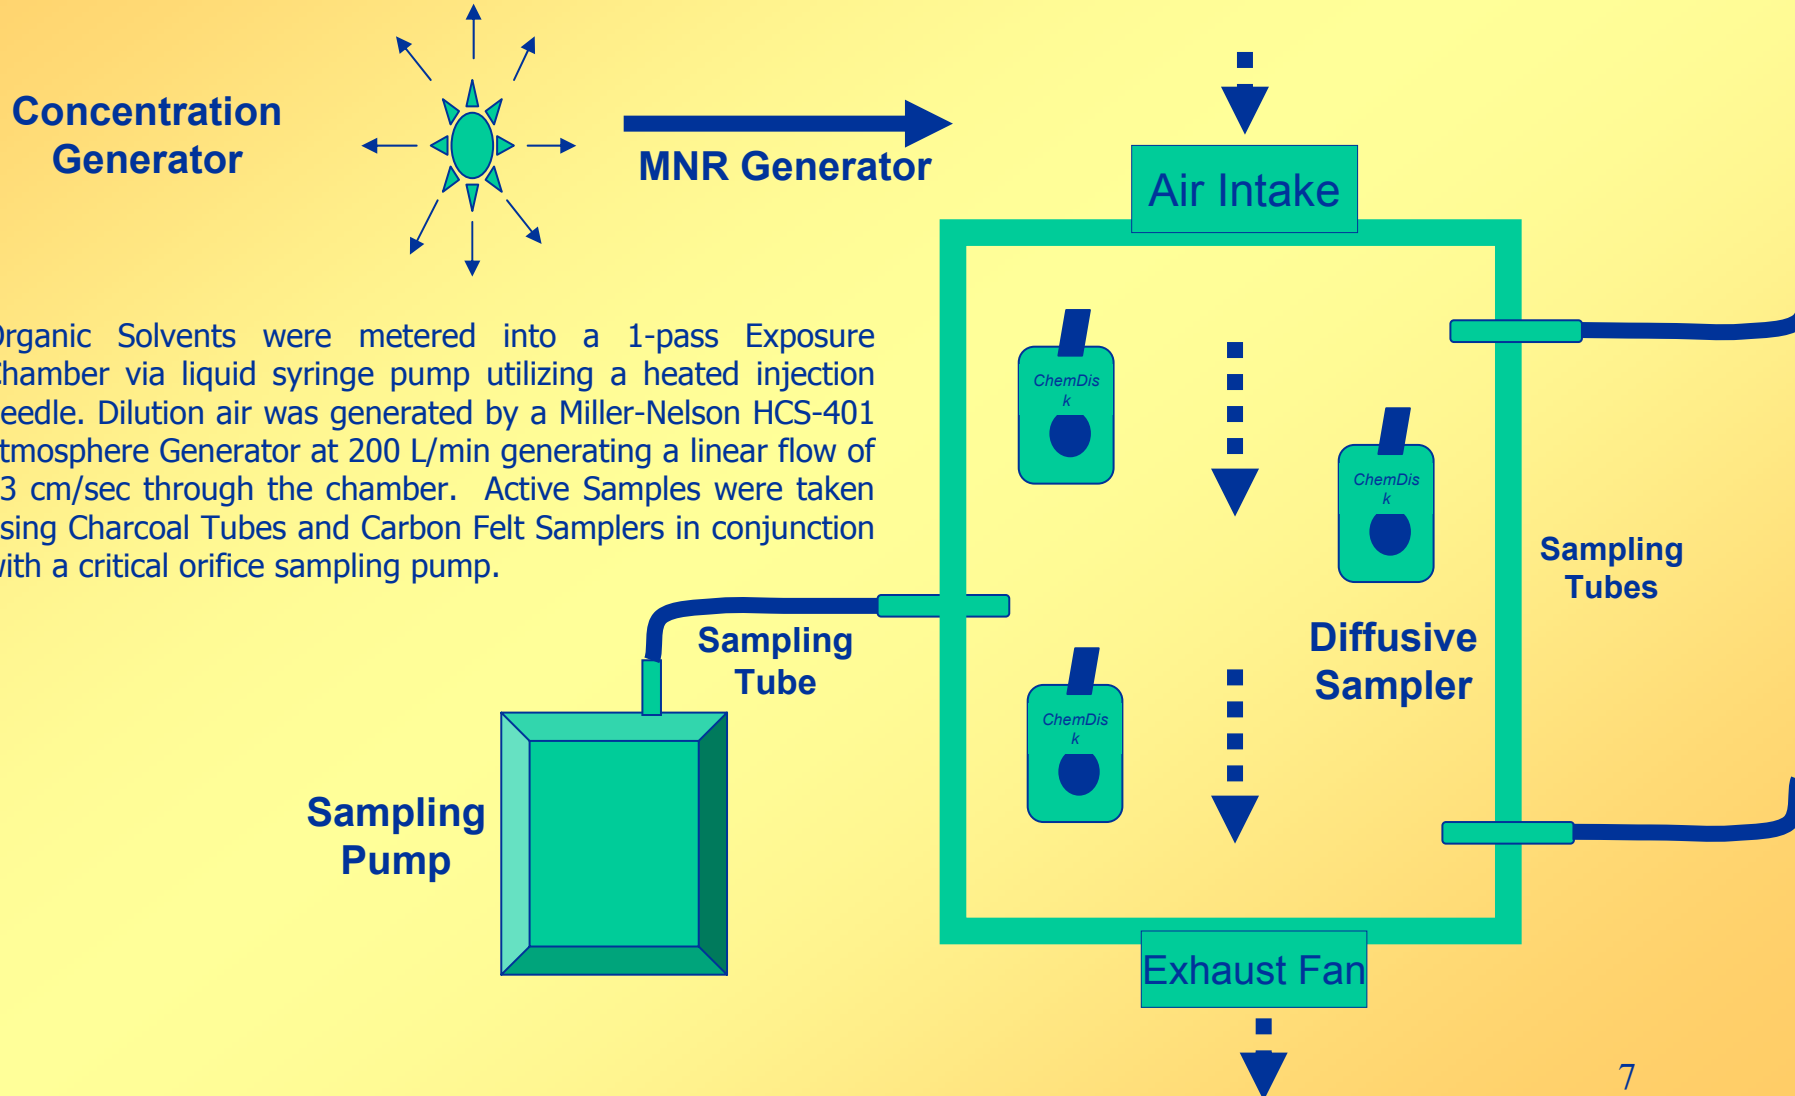 Concentration
Generator
MNR Generator
Air Intake
rganic Solvents were metered into a 1-pass Exposure
hamber via liquid syringe pump utilizing a heated injection
eedle. Dilution air was generated by a Miller-Nelson HCS-401
tmosphere Generator at 200 L/min generating a linear flow of
3 cm/sec through the chamber. Active Samples were taken
sing Charcoal Tubes and Carbon Felt Samplers in conjunction
ith a critical orifice sampling pump.
ChemDis
k
ChemDis
k
Sampling
Tubes
Diffusive
Sampler
Sampling
Tube
ChemDis
k
Sampling
Pump
Exhaust Fan
7